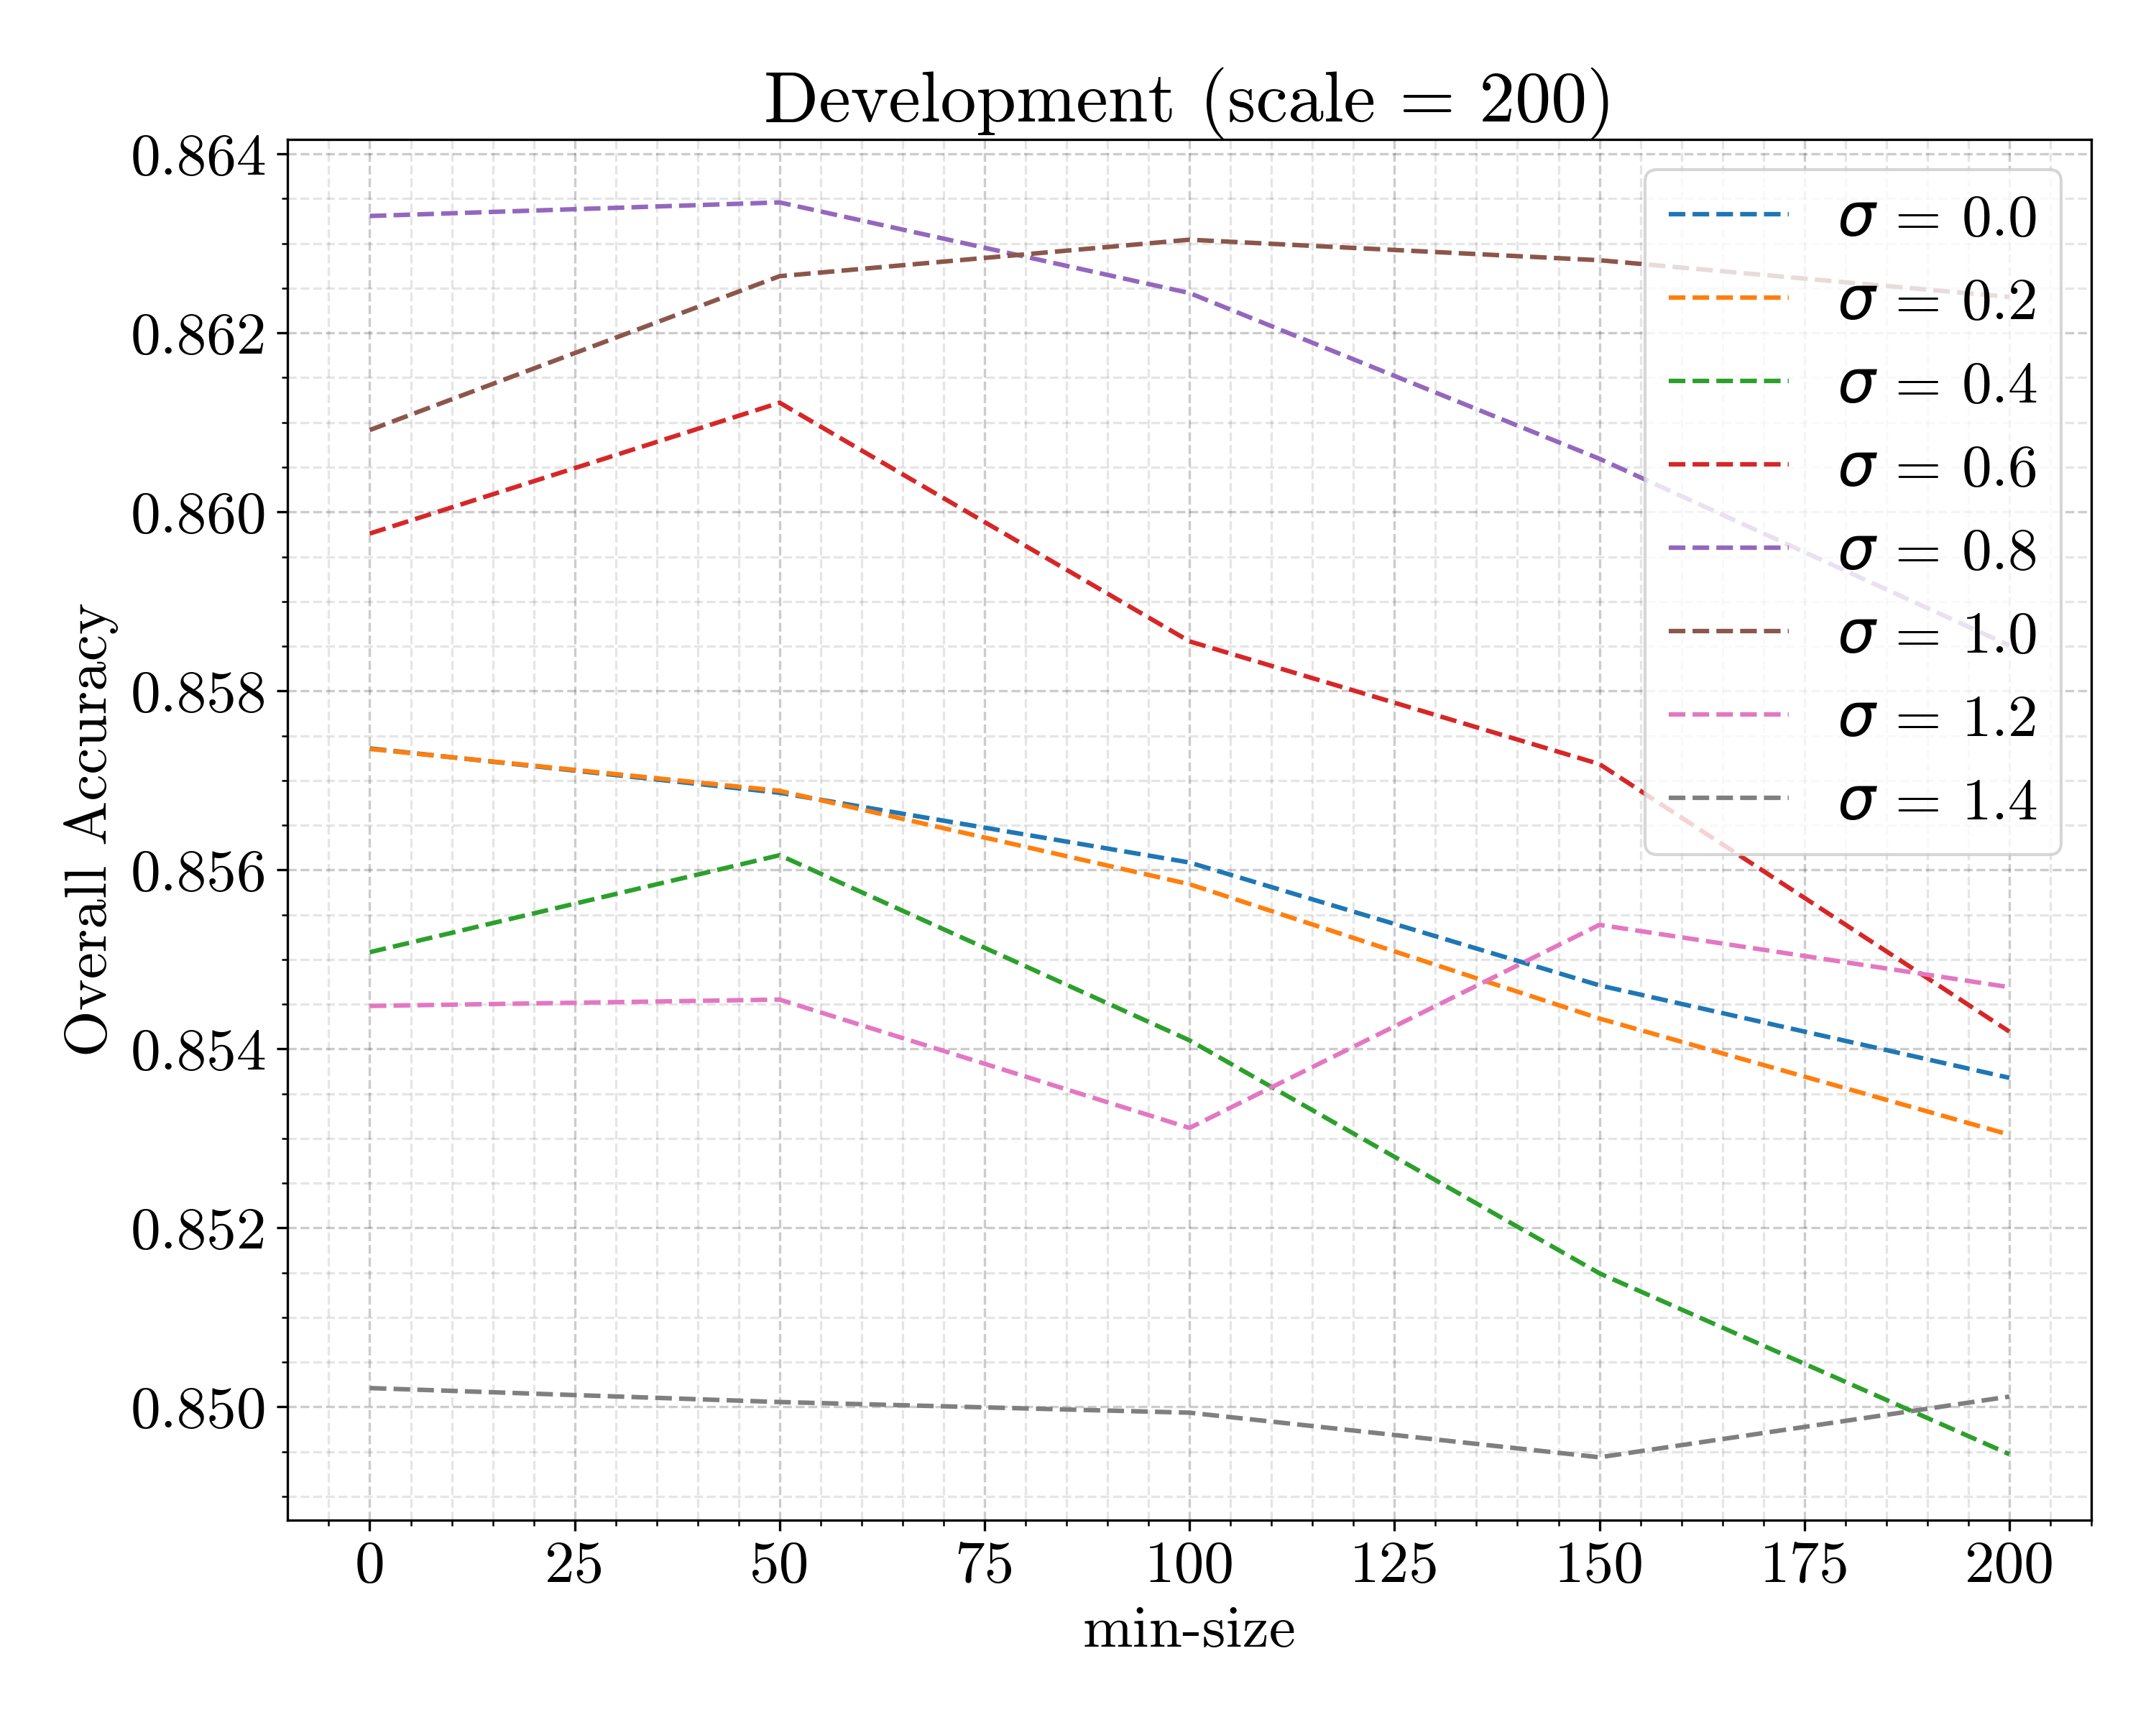 Development (scale = 200)
0.864
0.862
0.860
0.858
0.856
0.854
0.852
0.850
Overall Accuracy
σ = 0.0
σ = 0.2
σ = 0.4
σ = 0.6
σ = 0.8
σ = 1.0
σ = 1.2
σ = 1.4
0 25 50 75 100 125 150 175 200
min-size